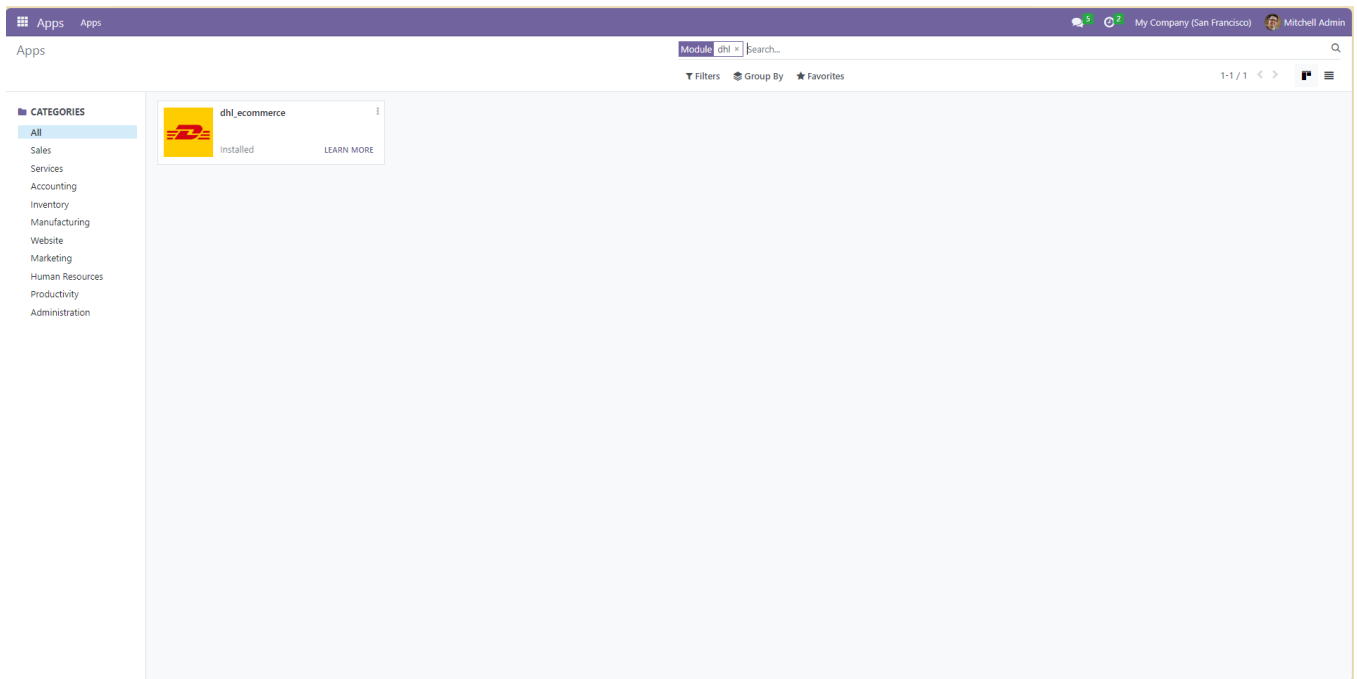 Apps Apps 5 2 My Company (San Francisco) Mitchell Admin
Apps
Module dhl × Search...
Filters Group By Favorites 1-1 / 1
CATEGORIES
All
Sales
Services
Accounting
Inventory
Manufacturing
Website
Marketing
Human Resources
Productivity
Administration
dhl_ecommerce
Installed LEARN MORE